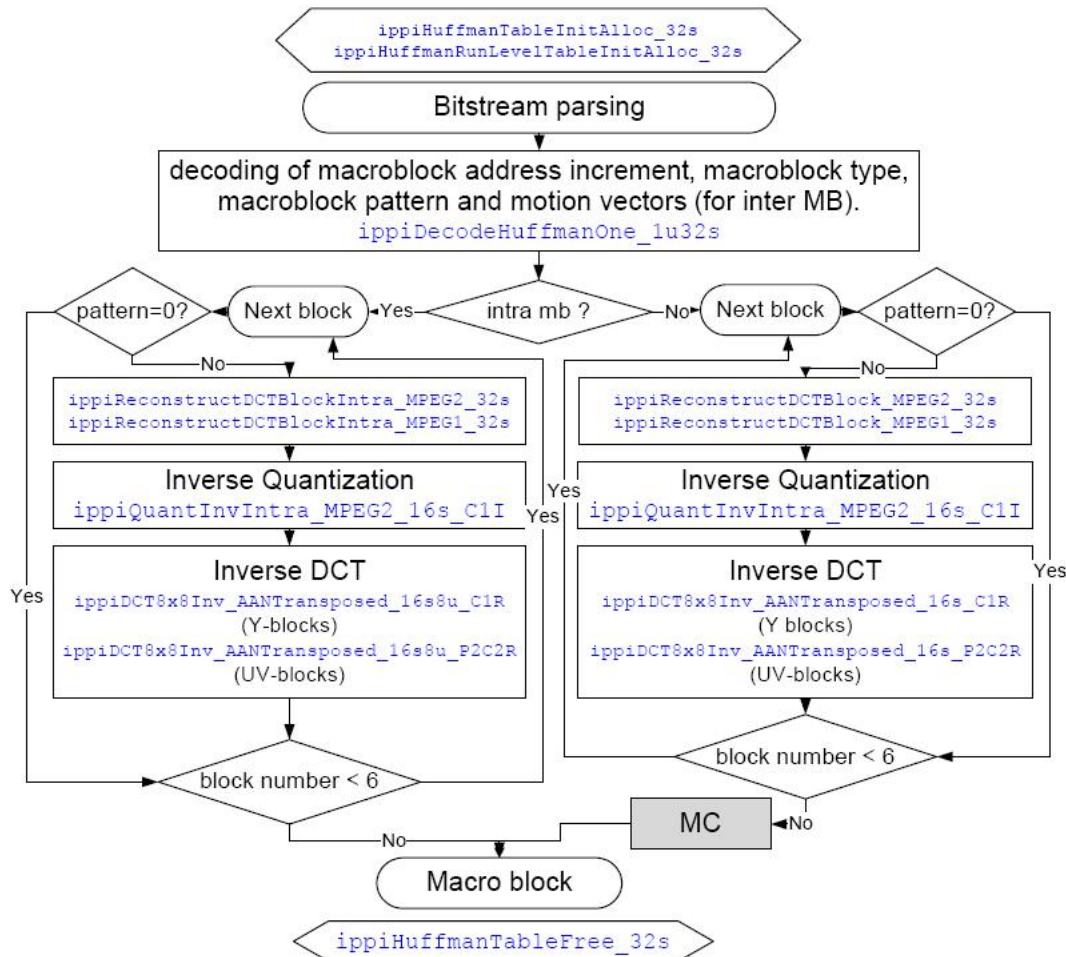 ippiHuffmanTableInitAlloc_32s
ippiHuffmanRunLevelTableInitAlloc_32s
Bitstream parsing
decoding of macroblock address increment, macroblock type,
macroblock pattern and motion vectors (for inter MB).
ippiDecodeHuffmanOne_1u32s
pattern=0?
Next block
Yes
intra mb ?
No
Next block
pattern=0?
No
No
ippiReconstructDCTBlockIntra_MPEG2_32s
ippiReconstructDCTBlockIntra_MPEG1_32s
ippiReconstructDCTBlock_MPEG2_32s
ippiReconstructDCTBlock_MPEG1_32s
Inverse Quantization
ippiQuantInvIntra_MPEG2_16s_C1I
Yes
Yes
Inverse Quantization
ippiQuantInvIntra_MPEG2_16s_C1I
Yes
Inverse DCT
ippiDCT8x8Inv_AANTransposed_16s8u_C1R
(Y-blocks)
ippiDCT8x8Inv_AANTransposed_16s8u_P2C2R
(UV-blocks)
Inverse DCT
ippiDCT8x8Inv_AANTransposed_16s_C1R
(Y blocks)
ippiDCT8x8Inv_AANTransposed_16s_P2C2R
(UV-blocks)
Yes
block number < 6
block number < 6
No
MC
No
Macro block
ippiHuffmanTableFree_32s